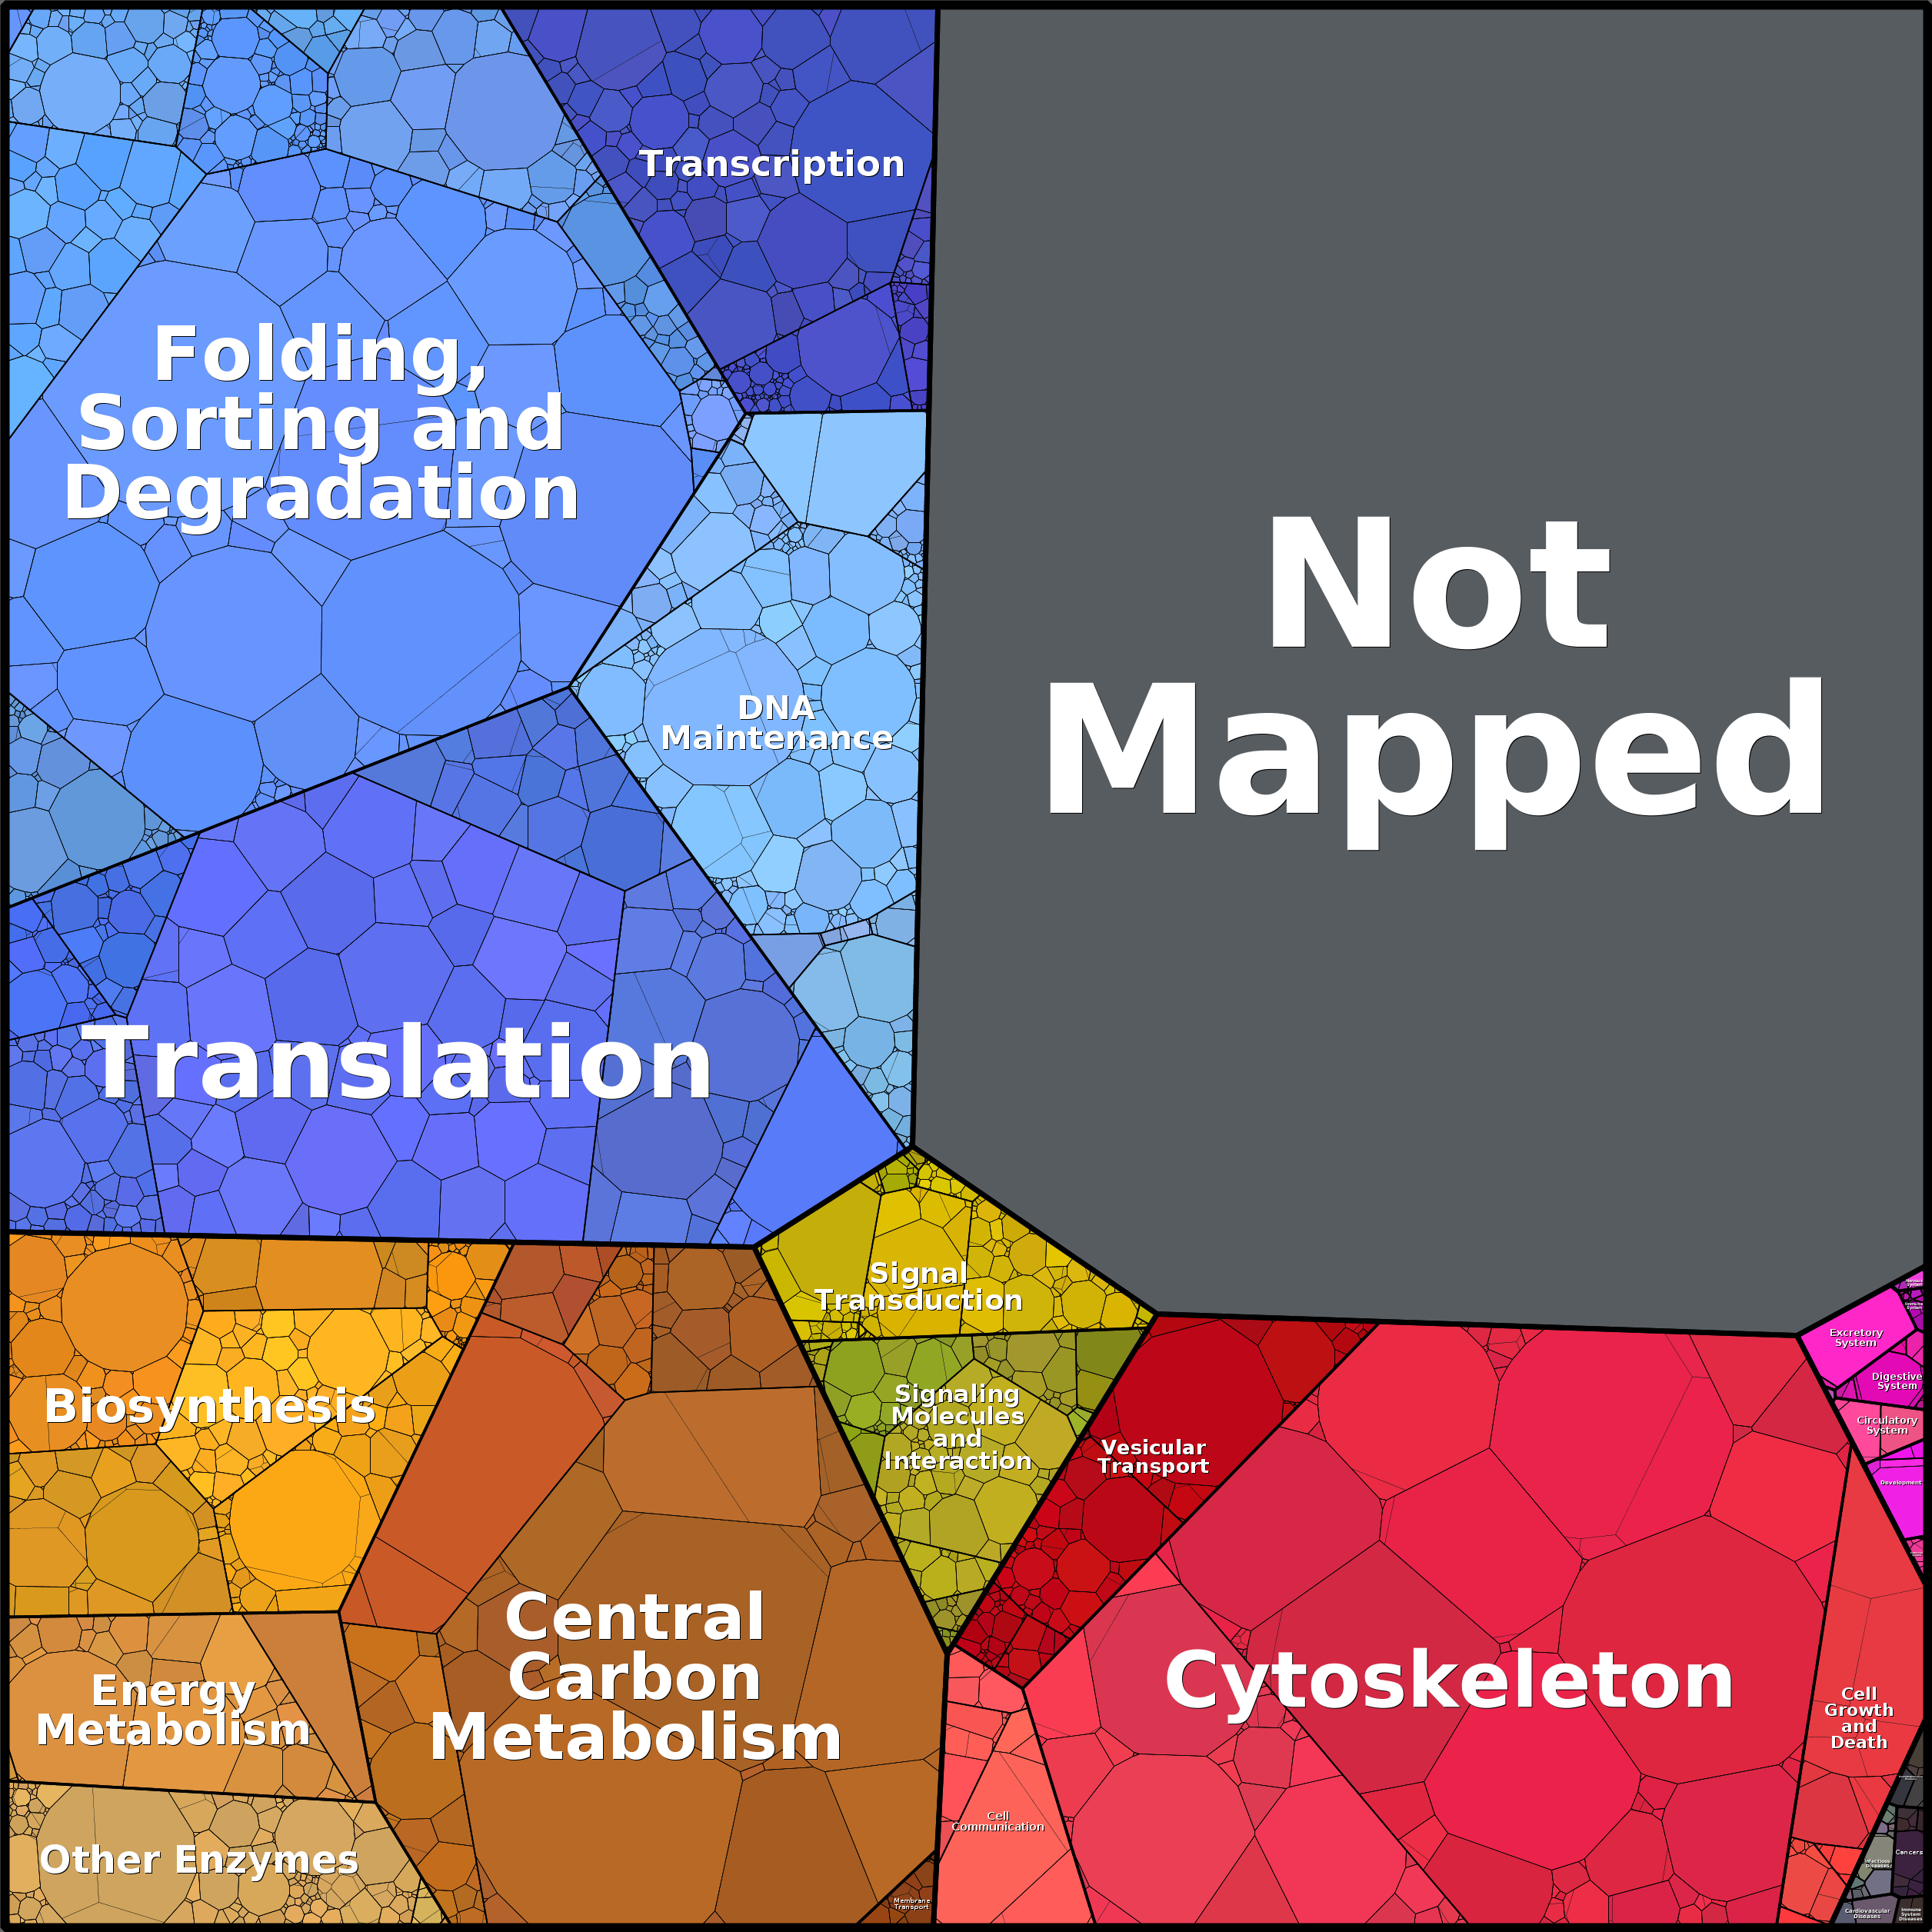 Transcription
Folding,
Sorting and
Degradation
Not
Mapped
DNA
Maintenance
Translation
Signal
Transduction
Excretory
System
Digestive
System
Signaling
Molecules
and
Interaction
Biosynthesis
Circulatory
System
Vesicular
Transport
Development
Central
Carbon
Metabolism
Cytoskeleton
Energy
Metabolism
Cell
Growth
and
Death
Cell
Communication
Other Enzymes
Cancers
Infectious
Diseases
Membrane
Transport
Cardiovascular
Diseases
Immune
System
Diseases